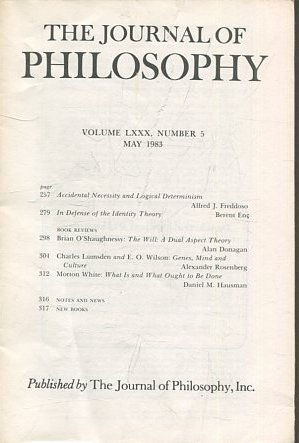 THE JOURNAL OF
PHILOSOPHY
VOLUME LXXX, NUMBER 5
MAY 1983
page
257 Accidental Necessity and Logical Determinism
Alfred J. Freddoso
279 In Defense of the Identity Theory Berent Enç
BOOK REVIEWS
298 Brian O'Shaughnessy: The Will: A Dual Aspect Theory
Alan Donagan
304 Charles Lumsden and E. O. Wilson: Genes, Mind and
Culture Alexander Rosenberg
312 Morton White: What Is and What Ought to Be Done
Daniel M. Hausman
316 NOTES AND NEWS
317 NEW BOOKS
Published by The Journal of Philosophy, Inc.